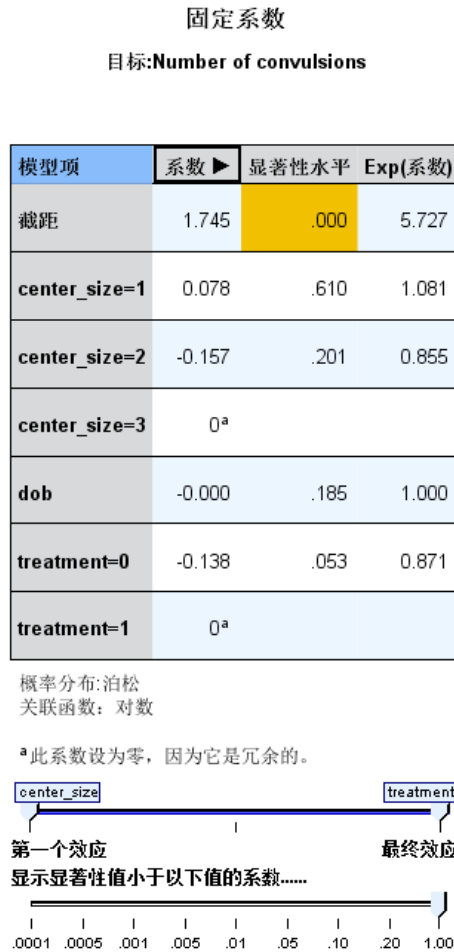 固定系数
目标:Number of convulsions
模型项 系数 ▶ 显著性水平 Exp(系数)
截距 1.745 .000 5.727
center_size=1 0.078 .610 1.081
center_size=2 -0.157 .201 0.855
center_size=3 0ª
dob -0.000 .185 1.000
treatment=0 -0.138 .053 0.871
treatment=1 0ª
概率分布:泊松
关联函数：对数
ª此系数设为零，因为它是冗余的。
center_size treatment
第一个效应 最终效应
显示显著性值小于以下值的系数......
.0001 .0005 .001 .005 .01 .05 .10 .20 1.00